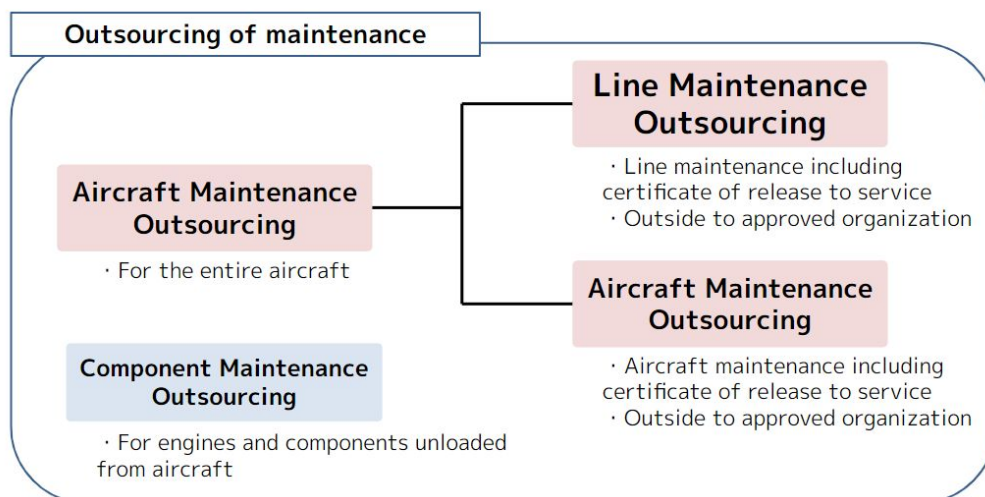 Outsourcing of maintenance
Aircraft Maintenance
Outsourcing
・For the entire aircraft
Component Maintenance
Outsourcing
・For engines and components unloaded
from aircraft
Line Maintenance
Outsourcing
・Line maintenance including
certificate of release to service
・Outside to approved organization
Aircraft Maintenance
Outsourcing
・Aircraft maintenance including
certificate of release to service
・Outside to approved organization